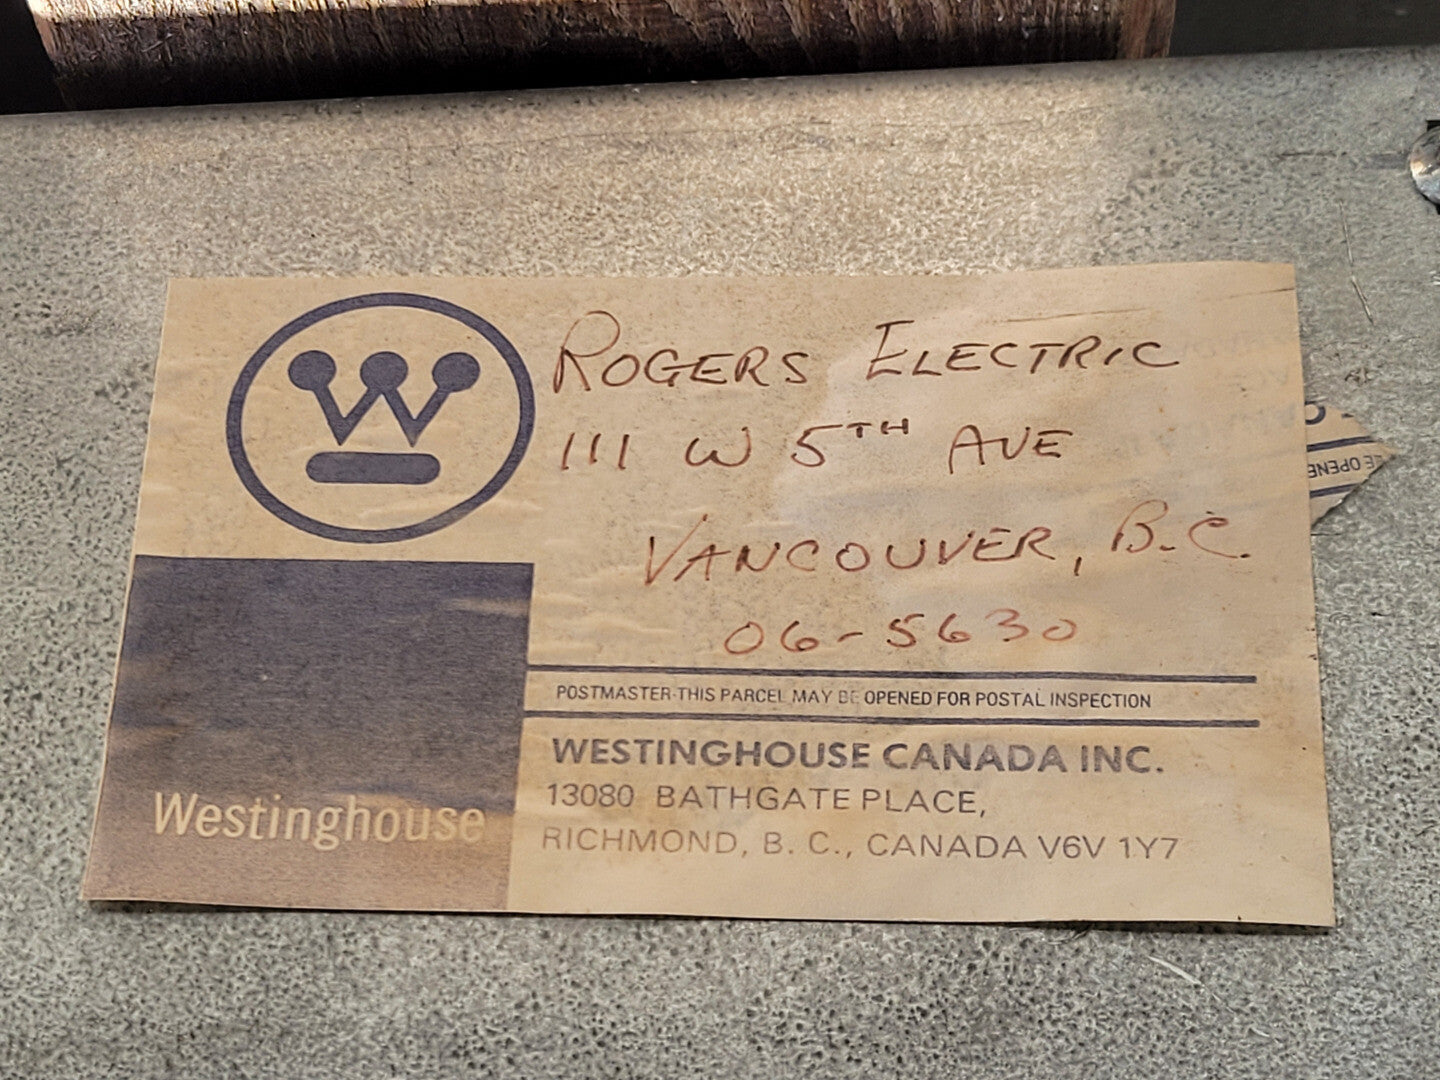 ROGERS ELECTRIC
111 W 5TH AVE
VANCOUVER, B.C.
06-5630
POSTMASTER-THIS PARCEL MAY BE OPENED FOR POSTAL INSPECTION
WESTINGHOUSE CANADA INC.
13080 BATHGATE PLACE,
RICHMOND, B. C., CANADA V6V 1Y7
W
Westinghouse